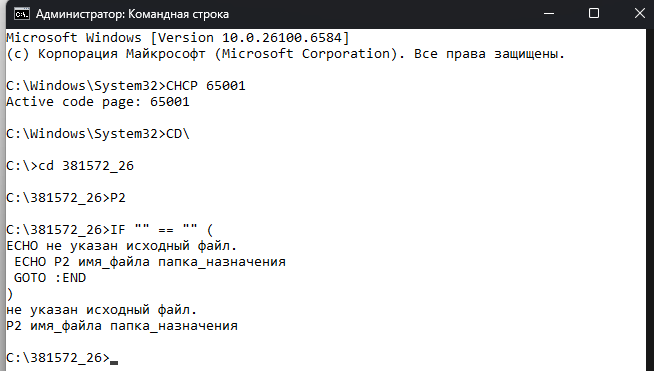 Администратор: Командная строка
Microsoft Windows [Version 10.0.26100.6584]
(c) Корпорация Майкрософт (Microsoft Corporation). Все права защищены.
C:\Windows\System32>CHCP 65001
Active code page: 65001
C:\Windows\System32>CD\
C:\>cd 381572_26
C:\381572_26>P2
C:\381572_26>IF "" == "" (
ECHO не указан исходный файл.
ECHO P2 имя_файла папка_назначения
GOTO :END
)
не указан исходный файл.
P2 имя_файла папка_назначения
C:\381572_26>